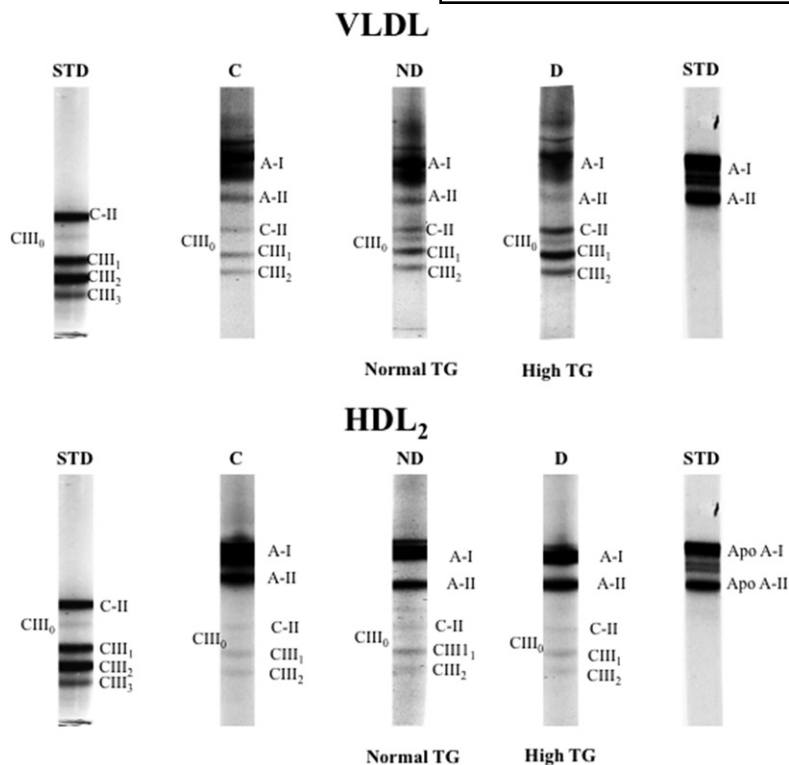 VLDL
STD C ND D STD
A-I A-I A-I A-I
A-II A-II A-II A-II
C-II C-II C-II C-II
CIII₀ CIII₀ CIII₀ CIII₀
CIII₁ CIII₁ CIII₁ CIII₁
CIII₂ CIII₂ CIII₂ CIII₂
CIII₃
Normal TG High TG
HDL₂
STD C ND D STD
A-I A-I A-I Apo A-I
A-II A-II A-II Apo A-II
C-II C-II C-II C-II
CIII₀ CIII₀ CIII₀ CIII₀
CIII₁ CIII₁ CIII1₁ CIII₁
CIII₂ CIII₂ CIII₂ CIII₂
CIII₃
Normal TG High TG